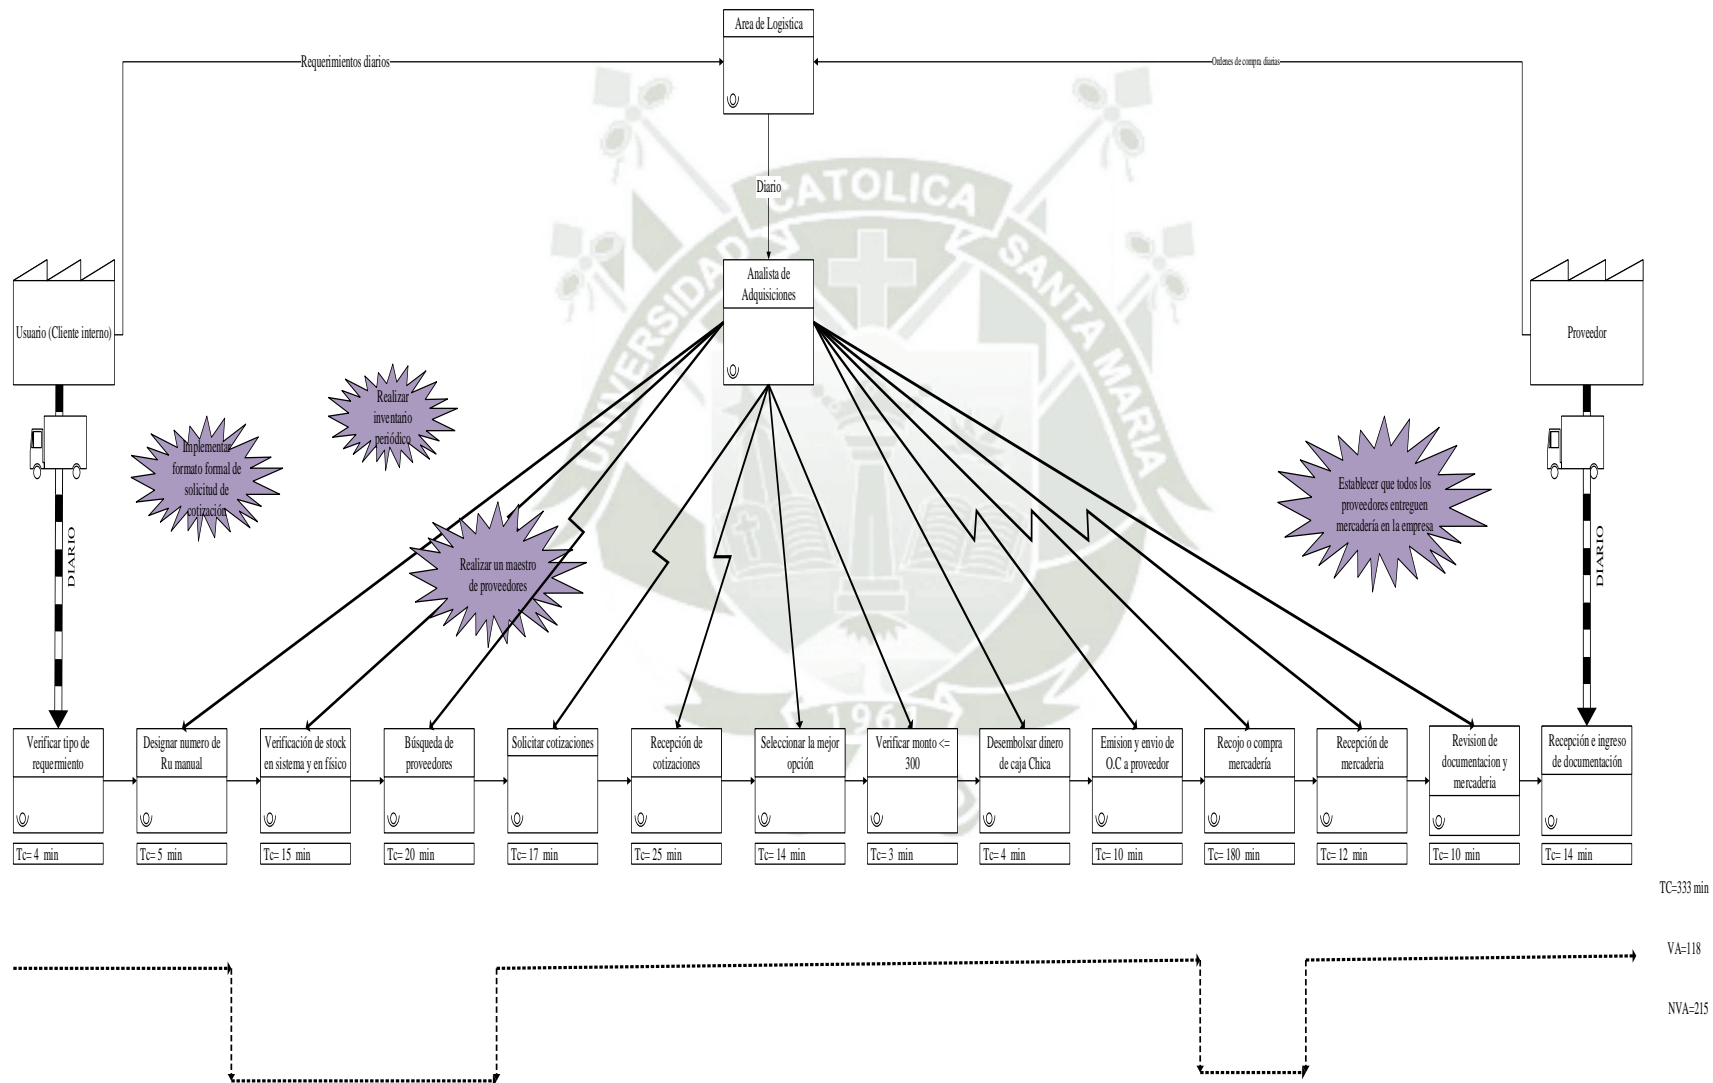 Area de Logistica
Requerimientos diarios
Ordenes de compra diarias
Diario
CATOLICA
UNIVERSIDAD
SANTA MARIA
Analista de
Adquisiciones
Usuario (Cliente interno)
Proveedor
Realizar
inventario
periódico
Implementar
formato formal de
solicitud de
cotización
Establecer que todos los
proveedores entreguen
mercadería en la empresa
Realizar un maestro
de proveedores
DIARIO
DIARIO
Verificar tipo de
requermiento
Designar numero de
Ru manual
Verificación de stock
en sistema y en físico
Búsqueda de
proveedores
Solicitar cotizaciones
Recepción de
cotizaciones
Seleccionar la mejor
opción
Verificar monto <=
300
Desembolsar dinero
de caja Chica
Emision y envio de
O.C a proveedor
Recojo o compra
mercadería
Recepción de
mercaderia
Revision de
documentacion y
mercaderia
Recepción e ingreso
de documentación
Tc= 4 min
Tc= 5 min
Tc= 15 min
Tc= 20 min
Tc= 17 min
Tc= 25 min
Tc= 14 min
Tc= 3 min
Tc= 4 min
Tc= 10 min
Tc= 180 min
Tc= 12 min
Tc= 10 min
Tc= 14 min
TC=333 min
VA=118
NVA=215